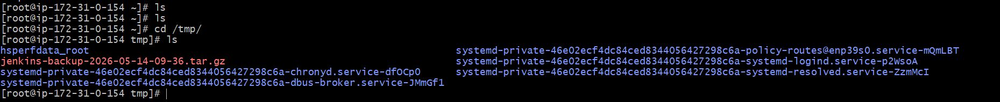 [root@ip-172-31-0-154 ~]# ls
[root@ip-172-31-0-154 ~]# ls
[root@ip-172-31-0-154 ~]# cd /tmp/
[root@ip-172-31-0-154 tmp]# ls
hsperfdata_root systemd-private-46e02ecf4dc84ced8344056427298c6a-policy-routes@enp39s0.service-mQmLBT
jenkins-backup-2026-05-14-09-36.tar.gz systemd-private-46e02ecf4dc84ced8344056427298c6a-systemd-logind.service-p2WsoA
systemd-private-46e02ecf4dc84ced8344056427298c6a-chronyd.service-dfOCp0 systemd-private-46e02ecf4dc84ced8344056427298c6a-systemd-resolved.service-ZzmMcI
systemd-private-46e02ecf4dc84ced8344056427298c6a-dbus-broker.service-JMmGf1
[root@ip-172-31-0-154 tmp]#